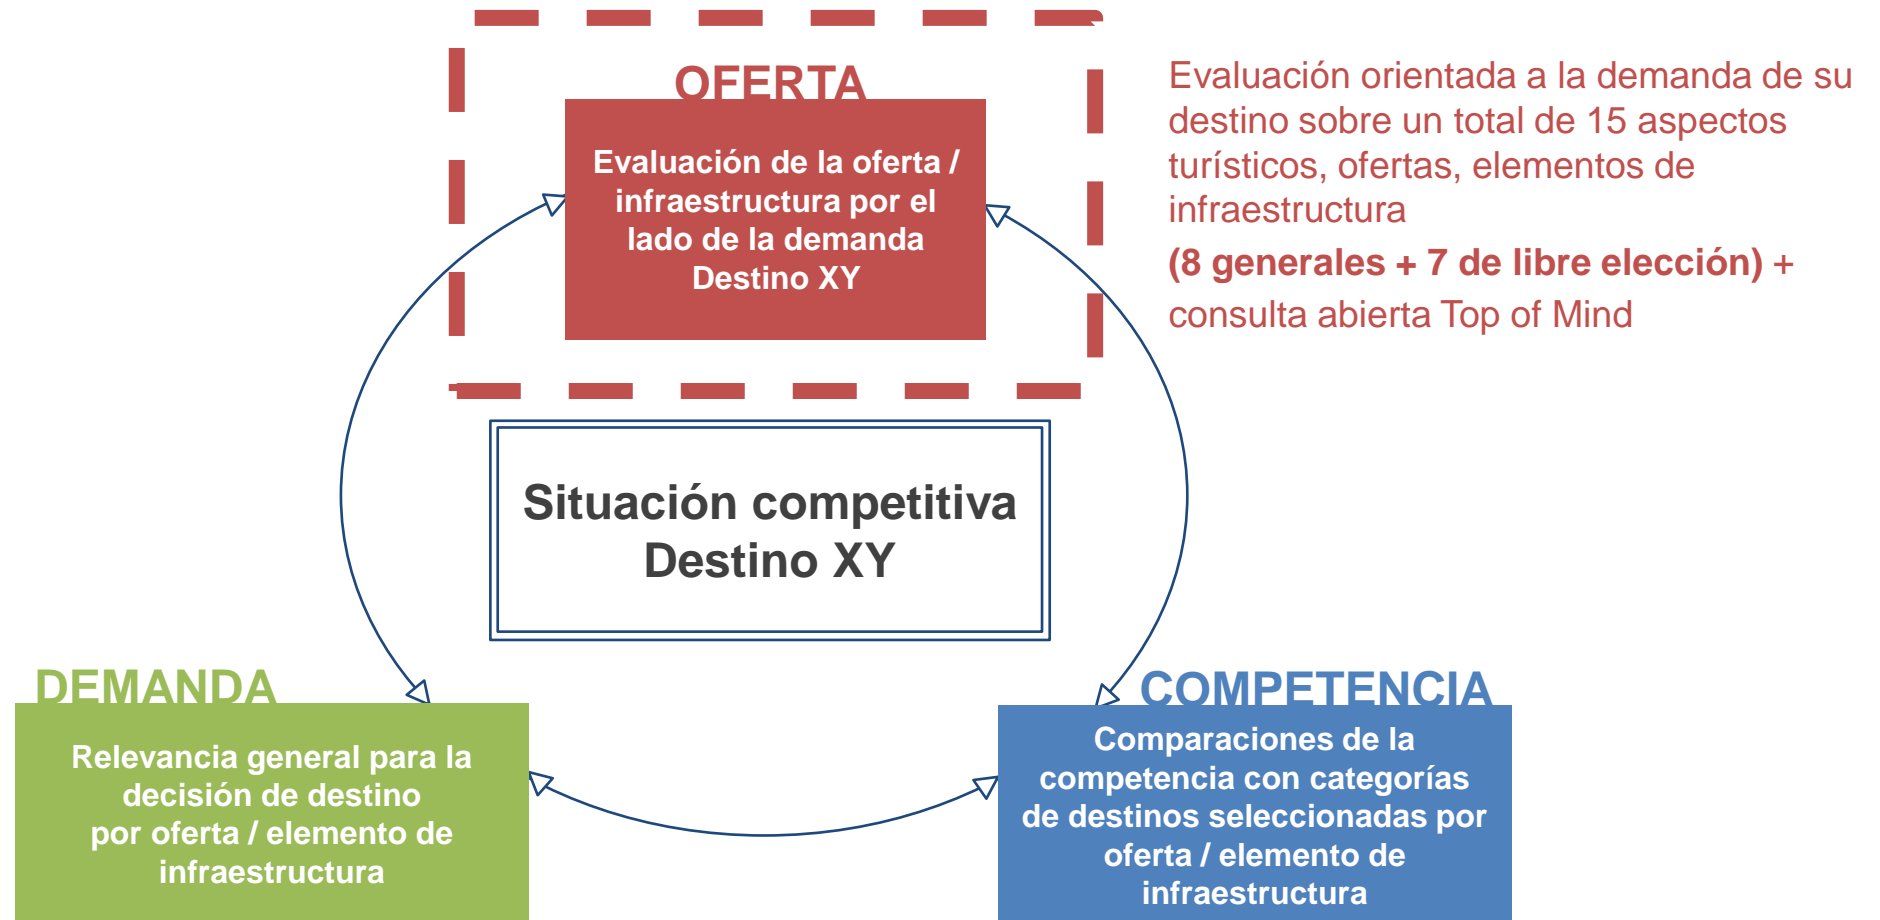 OFERTA
Evaluación de la oferta /
infraestructura por el
lado de la demanda
Destino XY
Evaluación orientada a la demanda de su
destino sobre un total de 15 aspectos
turísticos, ofertas, elementos de
infraestructura
(8 generales + 7 de libre elección) +
consulta abierta Top of Mind
Situación competitiva
Destino XY
DEMANDA
Relevancia general para la
decisión de destino
por oferta / elemento de
infraestructura
COMPETENCIA
Comparaciones de la
competencia con categorías
de destinos seleccionadas por
oferta / elemento de
infraestructura